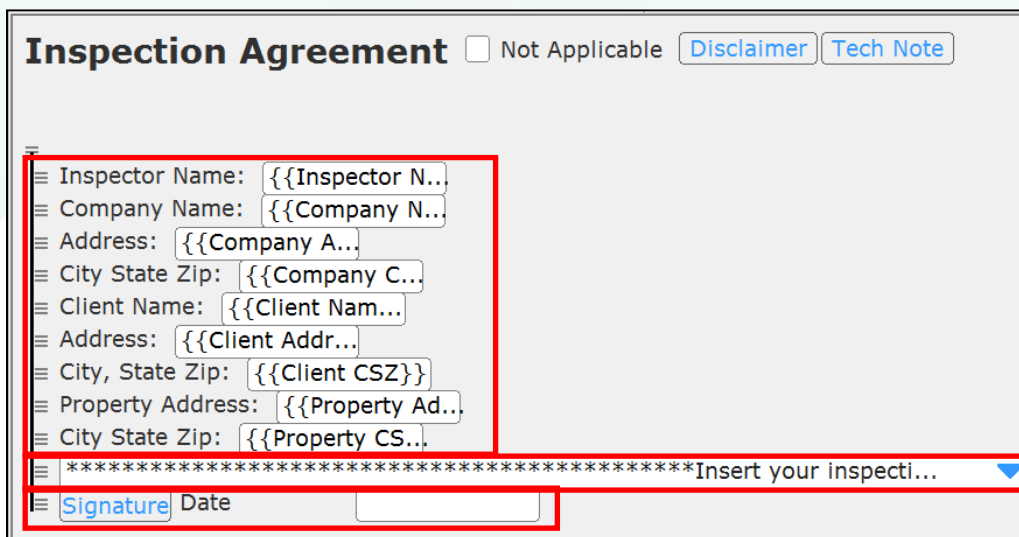 Inspection Agreement Not Applicable Disclaimer Tech Note
Inspector Name: {{Inspector N...
Company Name: {{Company N...
Address: {{Company A...
City State Zip: {{Company C...
Client Name: {{Client Nam...
Address: {{Client Addr...
City, State Zip: {{Client CSZ}}
Property Address: {{Property Ad...
City State Zip: {{Property CS...
*********************************************Insert your inspecti...
Signature Date